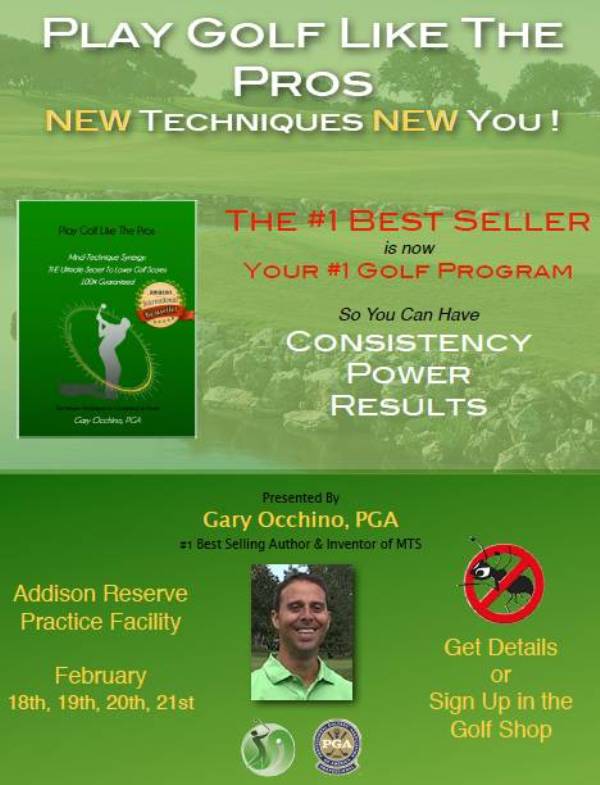 PLAY GOLF LIKE THE
PROS
NEW TECHNIQUES NEW YOU!
Play Golf Like The Pros
Mind-Technique Synergy:
THE Ultimate Secret To Lower Golf Scores
100% Guaranteed
International
Gary Occhino, PGA
THE #1 BEST SELLER
is now
YOUR #1 GOLF PROGRAM
So You Can Have
CONSISTENCY
POWER
RESULTS
Presented By
Gary Occhino, PGA
#1 Best Selling Author & Inventor of MTS
Addison Reserve
Practice Facility
February
18th, 19th, 20th, 21st
Get Details
or
Sign Up in the
Golf Shop
PGA